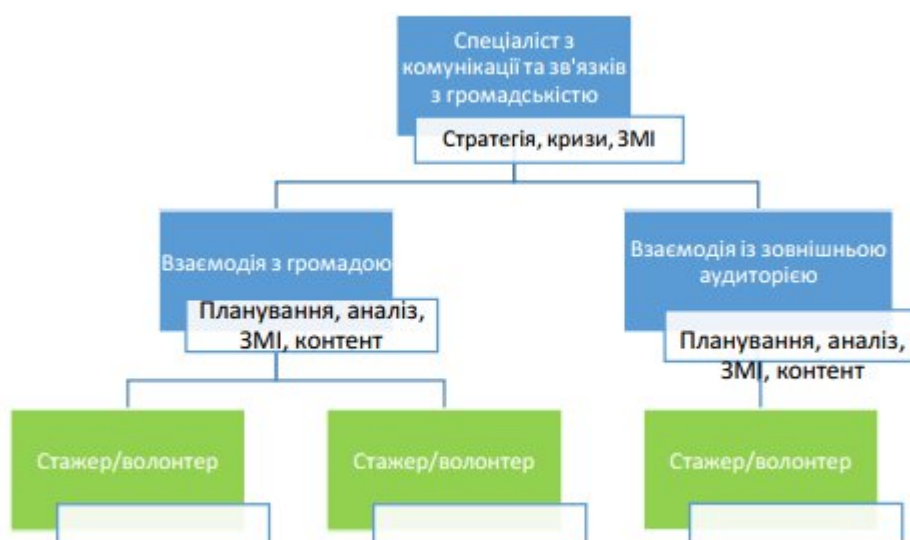 Спеціаліст з
комунікації та зв'язків
з громадськістю
Стратегія, кризи, ЗМІ
Взаємодія з громадою
Планування, аналіз,
ЗМІ, контент
Взаємодія із зовнішньою
аудиторією
Планування, аналіз,
ЗМІ, контент
Стажер/волонтер
Стажер/волонтер
Стажер/волонтер